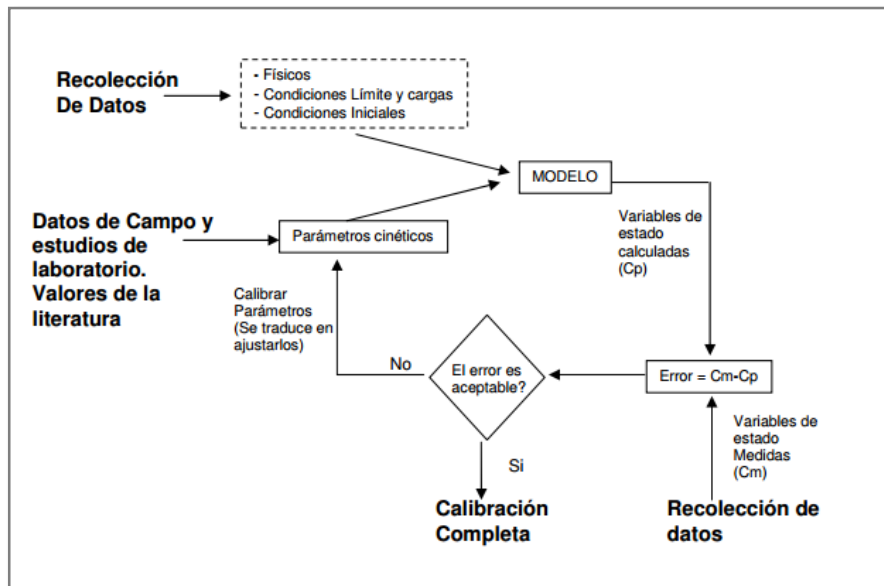 Recolección
De Datos
- Físicos
- Condiciones Límite y cargas
- Condiciones Iniciales
MODELO
Datos de Campo y
estudios de
laboratorio.
Valores de la
literatura
Parámetros cinéticos
Variables de
estado
calculadas
(Cp)
Calibrar
Parámetros
(Se traduce en
ajustarlos)
No
El error es
aceptable?
Error = Cm-Cp
Variables de
estado
Medidas
(Cm)
Si
Calibración
Completa
Recolección de
datos